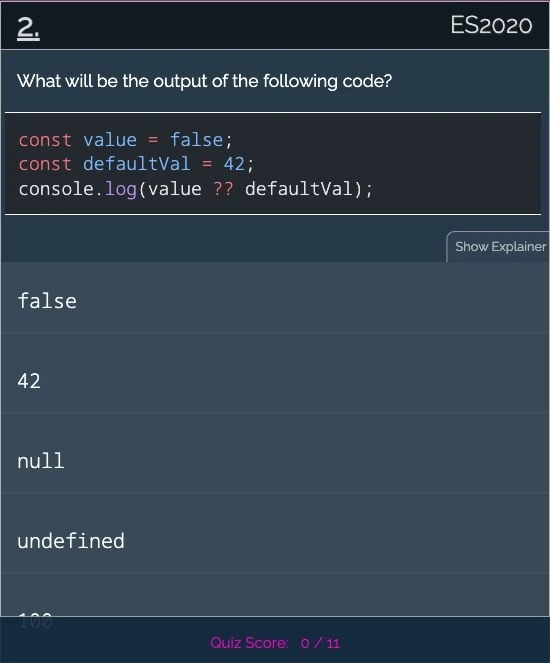 2.
ES2020
What will be the output of the following code?
const value = false;
const defaultVal = 42;
console.log(value ?? defaultVal);
Show Explainer
false
42
null
undefined
100
Quiz Score: 0 / 11